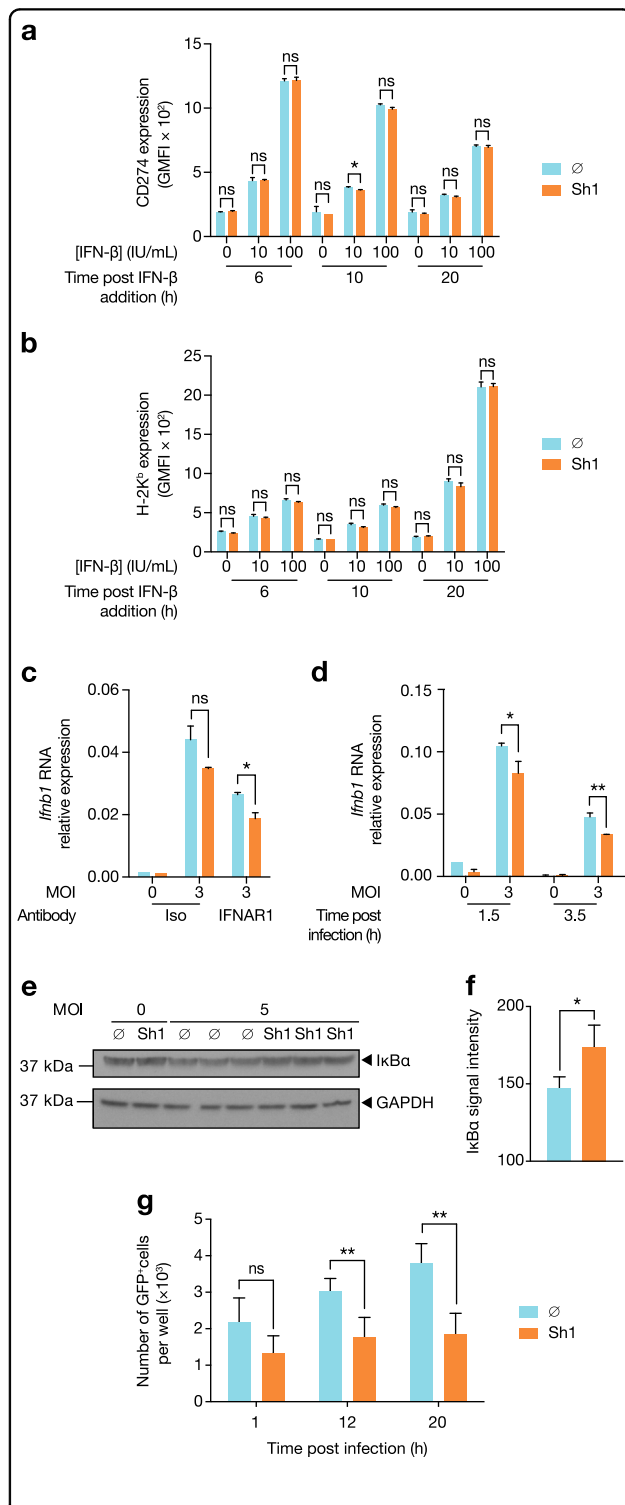 a
CD274 expression
(GMFI × 10²)
15
10
5
0
ns ns ns ns * ns ns ns ns
∅
Sh1
[IFN-β] (IU/mL) 0 10 100 0 10 100 0 10 100
Time post IFN-β
addition (h) 6 10 20
b
H-2Kᵇ expression
(GMFI × 10²)
25
20
15
10
5
0
ns ns ns ns ns ns ns ns ns
∅
Sh1
[IFN-β] (IU/mL) 0 10 100 0 10 100 0 10 100
Time post IFN-β
addition (h) 6 10 20
c
Ifnb1 RNA
relative expression
0.06
0.04
0.02
0.00
ns *
MOI 0 3 3
Antibody Iso IFNAR1
d
Ifnb1 RNA
relative expression
0.15
0.10
0.05
0.00
* **
MOI 0 3 0 3
Time post
infection (h) 1.5 3.5
e
MOI 0 5
∅ Sh1 ∅ ∅ ∅ Sh1 Sh1 Sh1
37 kDa IκBα
37 kDa GAPDH
f
IκBα signal intensity
200
150
100
*
g
Number of GFP⁺cells
per well (×10³)
5
4
3
2
1
0
ns ** **
∅
Sh1
1 12 20
Time post infection (h)